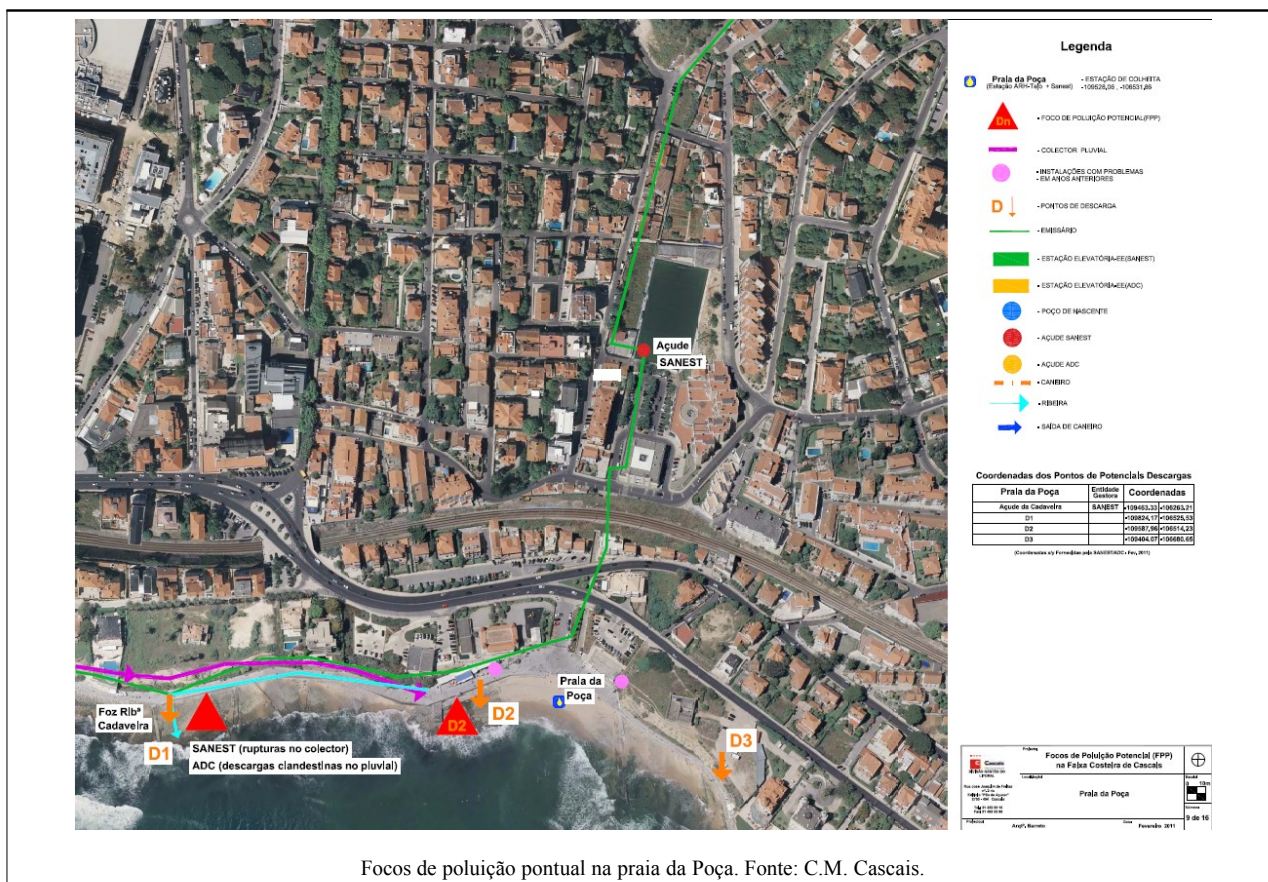 Legenda
Praia da Poça
(Estação ARH-Tejo + Sanest)
- ESTAÇÃO DE COLHEITA
-109526,06 , -106531,86
Dn
- FOCO DE POLUIÇÃO POTENCIAL(FPP)
- COLECTOR PLUVIAL
- INSTALAÇÕES COM PROBLEMAS
- EM ANOS ANTERIORES
D
- PONTOS DE DESCARGA
- EMISSÁRIO
- ESTAÇÃO ELEVATÓRIA-EE(SANEST)
- ESTAÇÃO ELEVATÓRIA-EE(ADC)
- POÇO DE NASCENTE
- AÇUDE SANEST
- AÇUDE ADC
- CANEIRO
- RIBEIRA
- SAÍDA DE CANEIRO
Coordenadas dos Pontos de Potenciais Descargas
Praia da Poça Entidade Gestora Coordenadas
Açude da Cadaveira SANEST -109463.33 -106263.21
D1 -109824,17 -106525,53
D2 -109587,96 -106514,23
D3 -109404,07 -106680.65
Açude
SANEST
Praia da
Poça
D2
D2
D3
Foz Ribª
Cadaveira
D1
SANEST (rupturas no colector)
ADC (descargas clandestinas no pluvial)
Cascais
Focos de Poluição Potencial (FPP)
na Faixa Costeira de Cascais
Praia da Poça
10m
9 de 16
Fevereiro 2011
Focos de poluição pontual na praia da Poça. Fonte: C.M. Cascais.